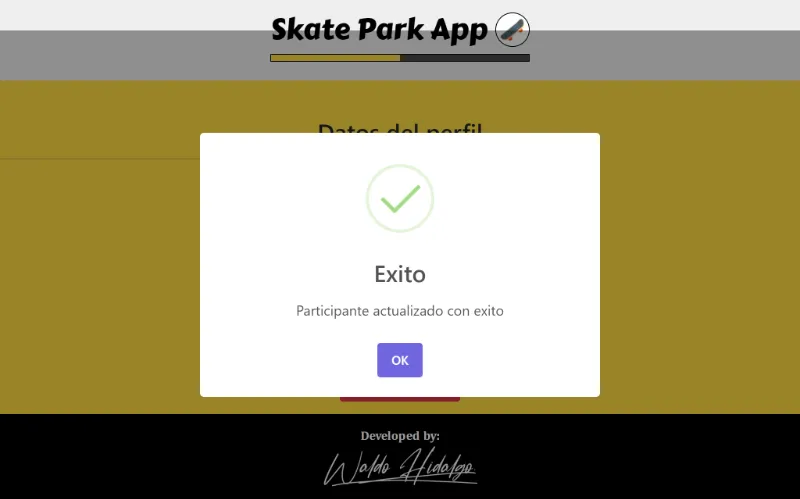 Skate Park App
Datos del perfil
Exito
Participante actualizado con exito
OK
Developed by:
Waldo Hidalgo